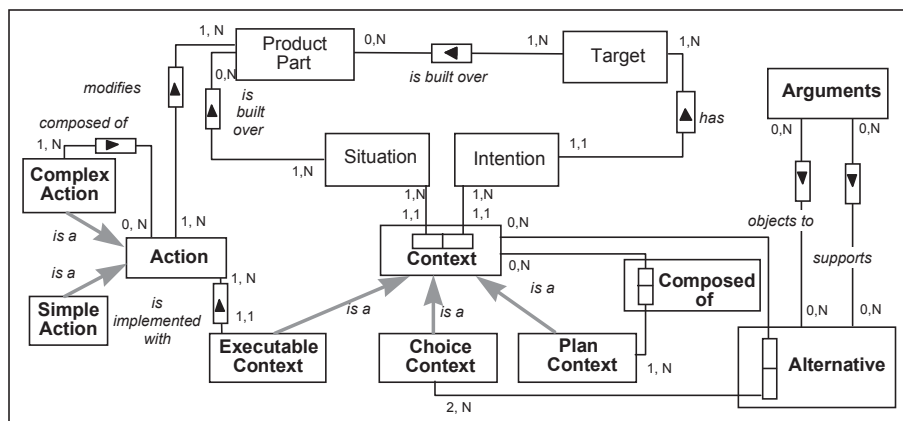 1, N
Product
Part
0,N
1,N
Target
1,N
is built over
0,N
is
built
over
modifies
composed of
1, N
Arguments
0,N
0,N
has
Situation
1,N
Intention
1,1
Complex
Action
1,N
1,N
1,1
1,1
0,N
is a
0, N
1, N
objects to
Action
Context
0,N
supports
is a
1, N
Composed
of
Simple
Action
is
implemented
with
1,1
is a
is a
is a
0,N
0,N
Executable
Context
Choice
Context
Plan
Context
1, N
Alternative
2, N